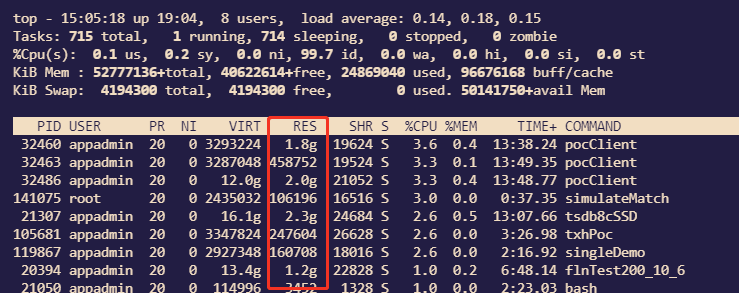 top - 15:05:18 up 19:04,  8 users,  load average: 0.14, 0.18, 0.15
Tasks: 715 total,   1 running, 714 sleeping,   0 stopped,   0 zombie
%Cpu(s):  0.1 us,  0.2 sy,  0.0 ni, 99.7 id,  0.0 wa,  0.0 hi,  0.0 si,  0.0 st
KiB Mem : 52777136+total, 40622614+free, 24869040 used, 96676168 buff/cache
KiB Swap:  4194300 total,  4194300 free,        0 used. 50141750+avail Mem
PID USER      PR  NI    VIRT    RES    SHR S  %CPU %MEM     TIME+ COMMAND
32460 appadmin  20   0 3293224   1.8g  19624 S   3.6  0.4  13:38.24 pocClient
32463 appadmin  20   0 3287048 458752  19524 S   3.3  0.1  13:49.35 pocClient
32486 appadmin  20   0   12.0g   2.0g  21052 S   3.3  0.4  13:48.77 pocClient
141075 root      20   0 2435032 106196  16516 S   3.0  0.0   0:37.35 simulateMatch
21307 appadmin  20   0   16.1g   2.3g  24684 S   2.6  0.5  13:07.66 tsdb8cSSD
105681 appadmin  20   0 3347824 247604  26628 S   2.6  0.0   3:26.98 txhPoc
119867 appadmin  20   0 2927348 160708  18016 S   2.6  0.0   2:16.92 singleDemo
20394 appadmin  20   0   13.4g   1.2g  22828 S   1.0  0.2   6:48.14 flnTest200_10_6
21050 appadmin  20   0  114996   3452   1328 S   1.0  0.0   2:23.03 bash